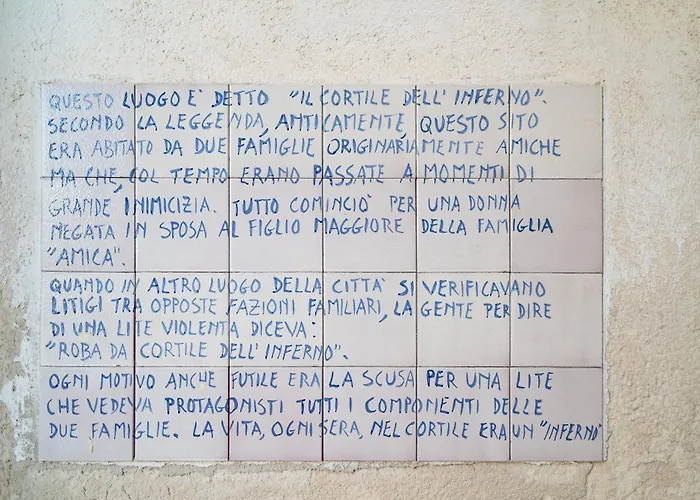 QUESTO LUOGO E' DETTO "IL CORTILE DELL'INFERNO".
SECONDO LA LEGGENDA, ANTICAMENTE, QUESTO SITO
ERA ABITATO DA DUE FAMIGLIE ORIGINARIAMENTE AMICHE
MA CHE, COL TEMPO ERANO PASSATE A MOMENTI DI
GRANDE INIMICIZIA. TUTTO COMINCIO' PER UNA DONNA
NEGATA IN SPOSA AL FIGLIO MAGGIORE DELLA FAMIGLIA
"AMICA".
QUANDO IN ALTRO LUOGO DELLA CITTA' SI VERIFICAVANO
LITIGI TRA OPPOSTE FAZIONI FAMILIARI, LA GENTE PER DIRE
DI UNA LITE VIOLENTA DICEVA:
"ROBA DA CORTILE DELL'INFERNO".
OGNI MOTIVO ANCHE FUTILE ERA LA SCUSA PER UNA LITE
CHE VEDEVA PROTAGONISTI TUTTI I COMPONENTI DELLE
DUE FAMIGLIE. LA VITA, OGNI SERA, NEL CORTILE ERA UN "INFERNO"